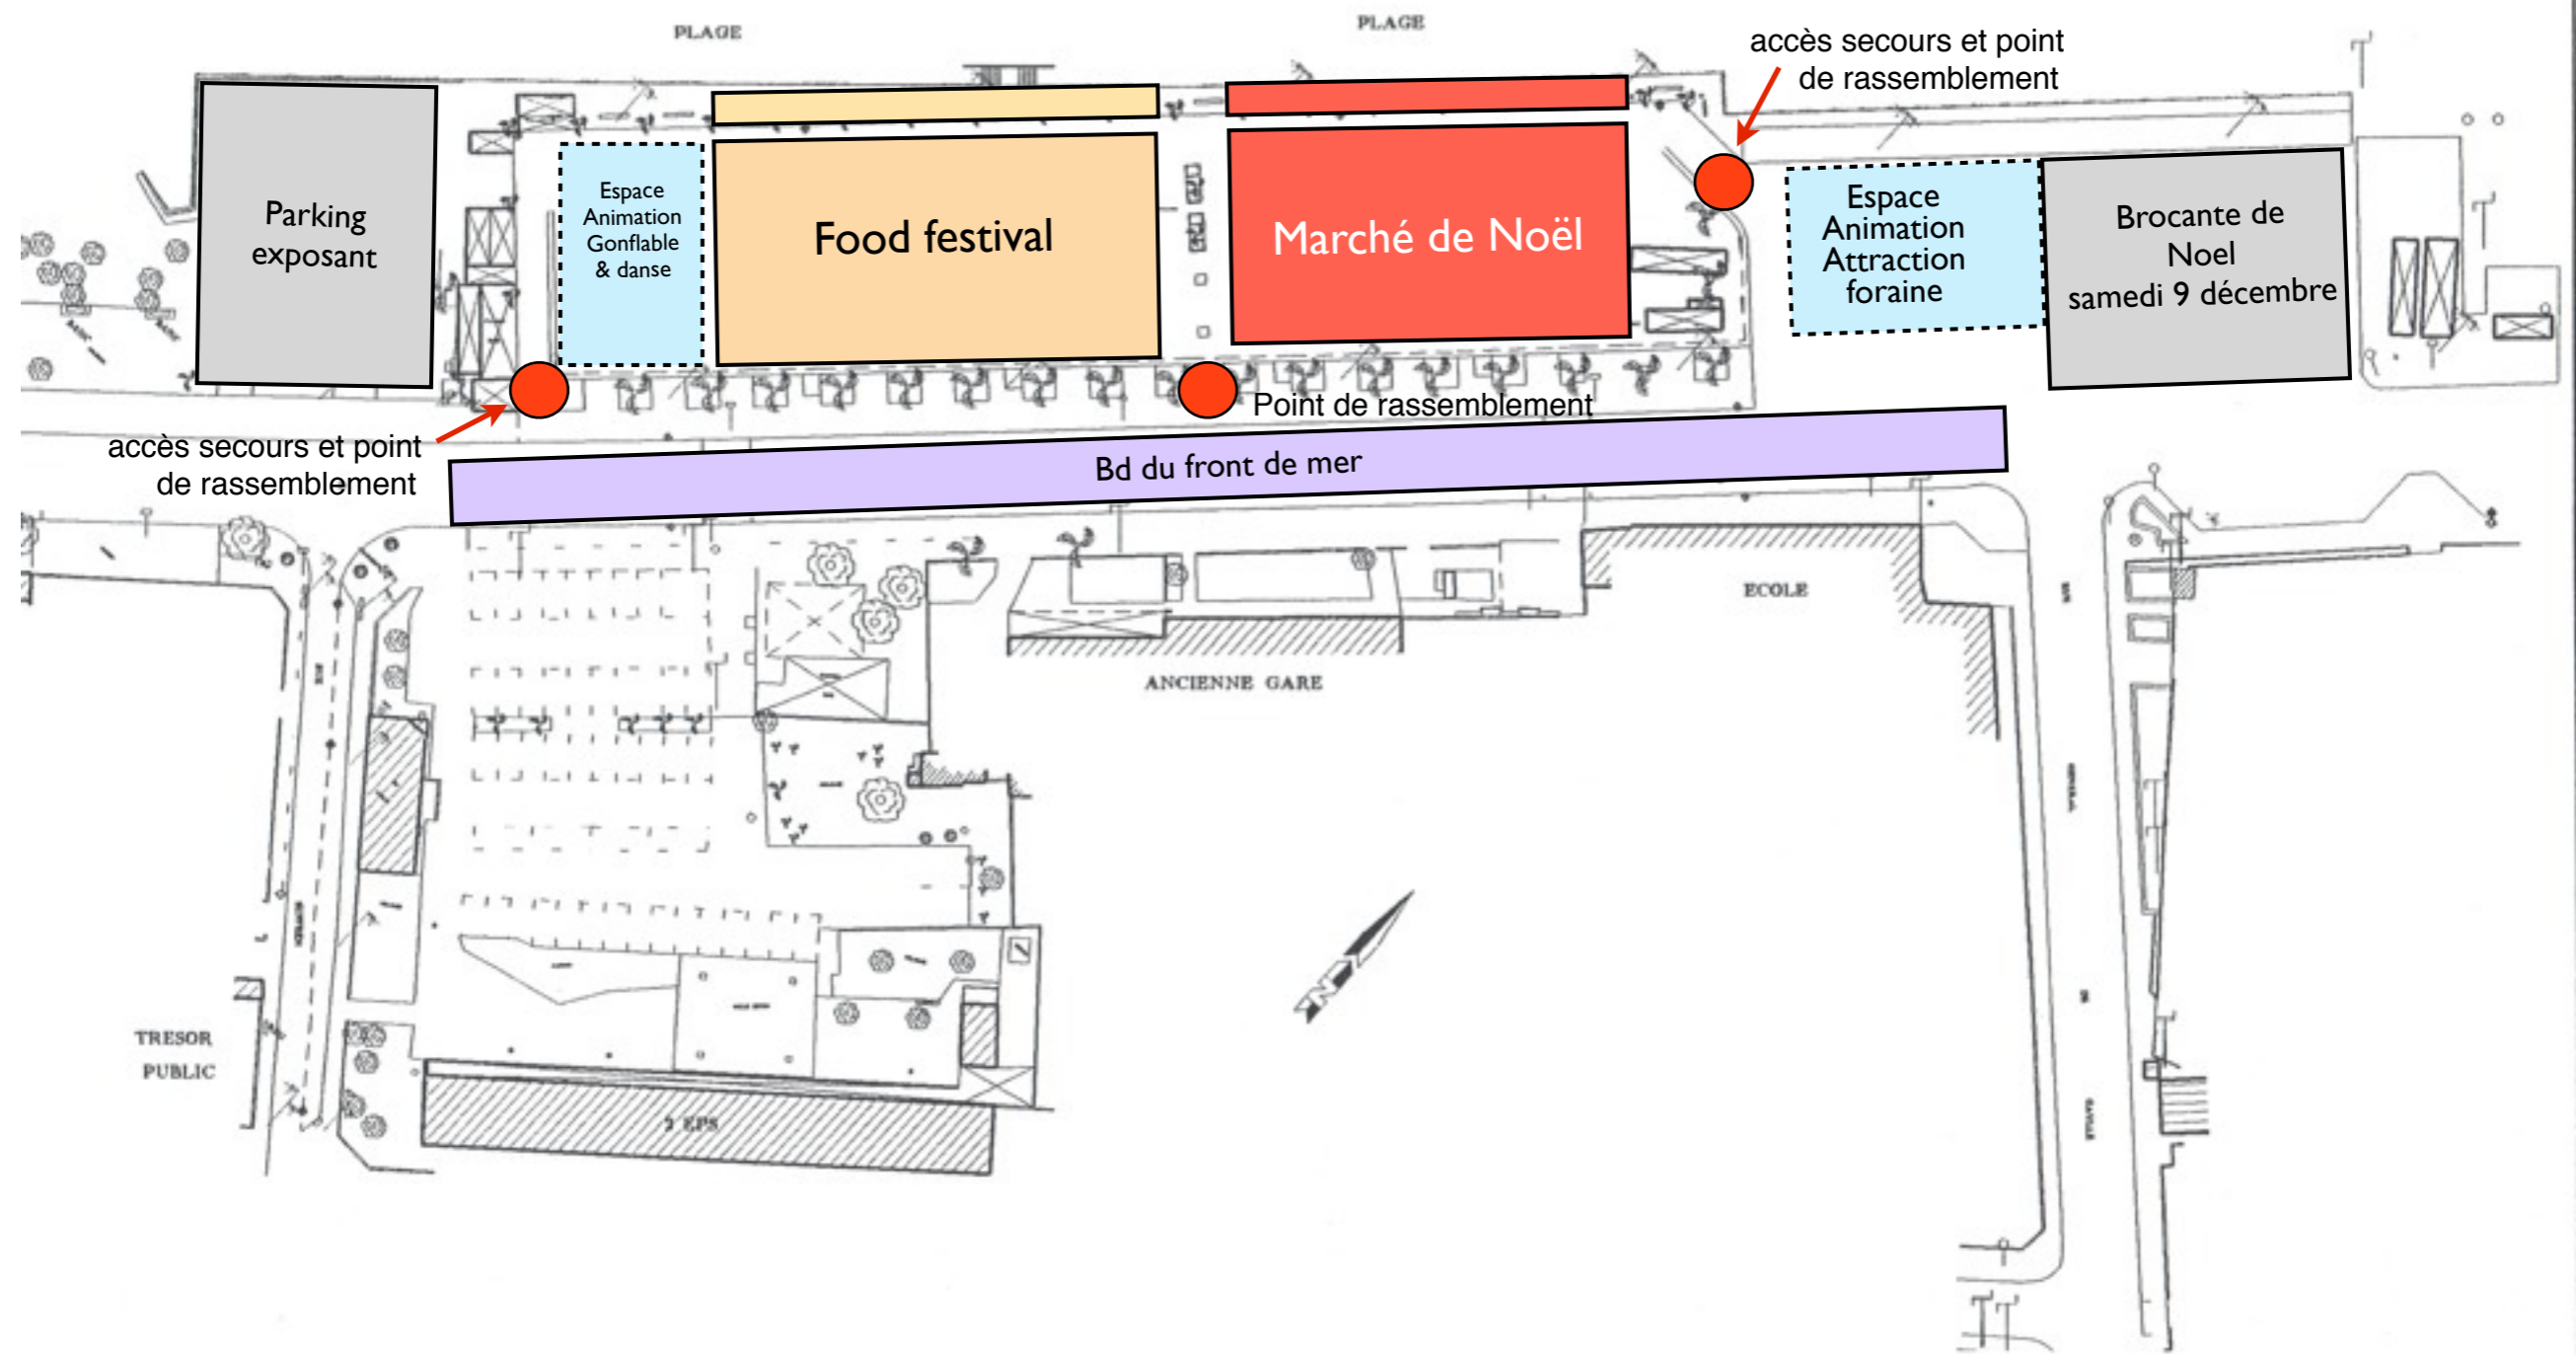 PLAGE
PLAGE
accès secours et point
de rassemblement
Parking
exposant
Espace
Animation
Gonflable
& danse
Food festival
Marché de Noël
Espace
Animation
Attraction
foraine
Brocante de
Noel
samedi 9 décembre
Point de rassemblement
accès secours et point
de rassemblement
Bd du front de mer
ECOLE
ANCIENNE GARE
N
TRESOR
PUBLIC